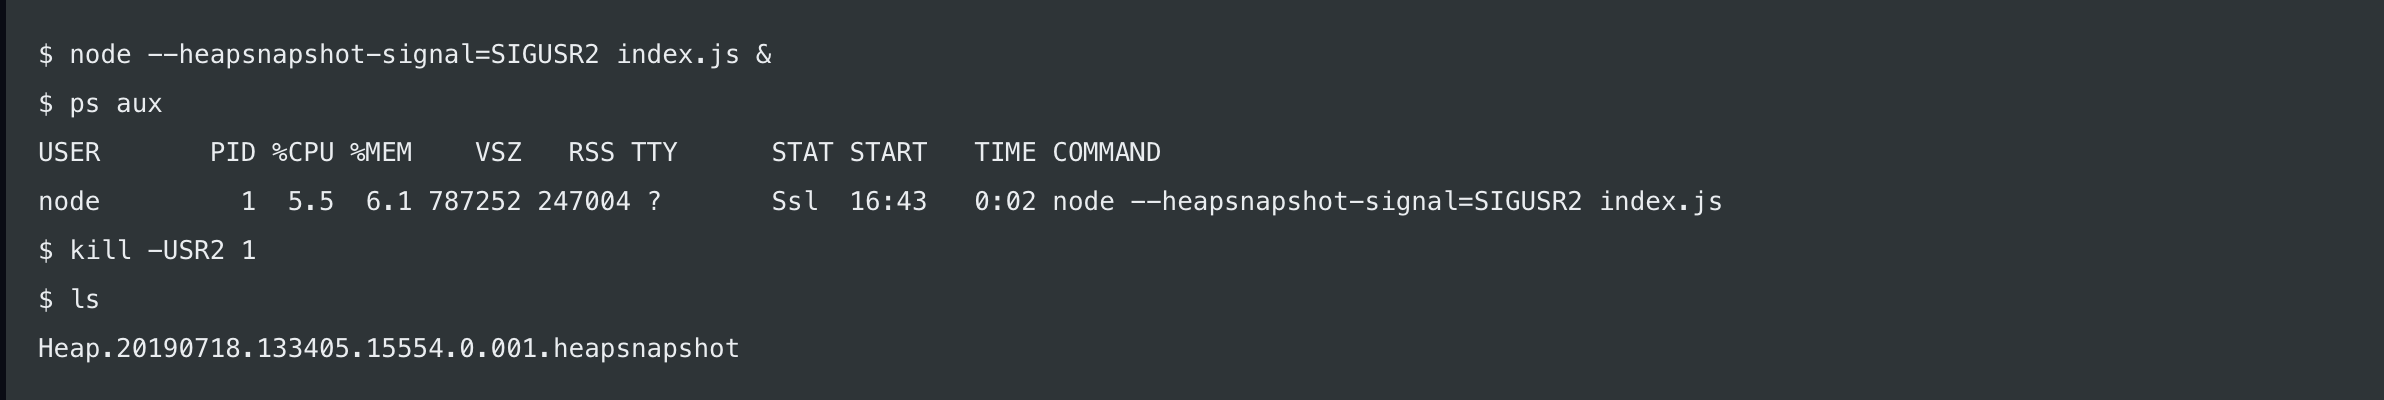 $ node --heapsnapshot-signal=SIGUSR2 index.js &
$ ps aux
USER       PID %CPU %MEM    VSZ   RSS TTY      STAT START   TIME COMMAND
node         1  5.5  6.1 787252 247004 ?       Ssl  16:43   0:02 node --heapsnapshot-signal=SIGUSR2 index.js
$ kill -USR2 1
$ ls
Heap.20190718.133405.15554.0.001.heapsnapshot